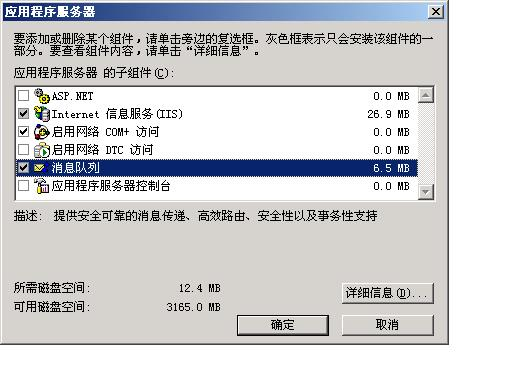 应用程序服务器
要添加或删除某个组件，请单击旁边的复选框。灰色框表示只会安装该组件的一
部分。要查看组件内容，请单击“详细信息”。
应用程序服务器 的子组件(C):
ASP.NET 0.0 MB
Internet 信息服务(IIS) 26.9 MB
启用网络 COM+ 访问 0.0 MB
启用网络 DTC 访问 0.0 MB
消息队列 6.5 MB
应用程序服务器控制台 0.0 MB
描述: 提供安全可靠的消息传递、高效路由、安全性以及事务性支持
所需磁盘空间: 12.4 MB
可用磁盘空间: 3165.0 MB
详细信息(D)...
确定
取消